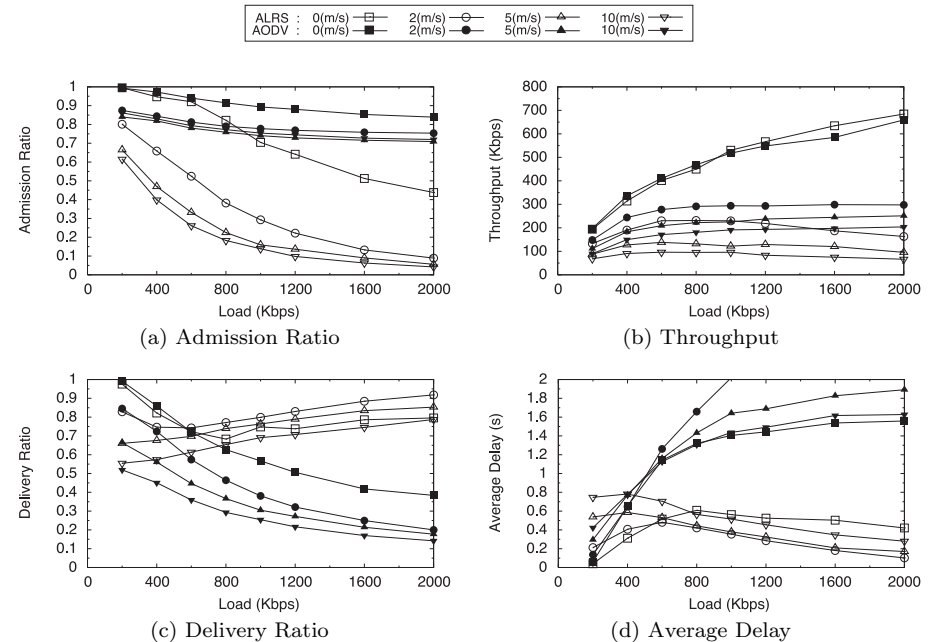 ALRS : 0(m/s) 2(m/s) 5(m/s) 10(m/s)
AODV : 0(m/s) 2(m/s) 5(m/s) 10(m/s)
1
0.9
0.8
0.7
0.6
0.5
0.4
0.3
0.2
0.1
0
Admission Ratio
0 400 800 1200 1600 2000
Load (Kbps)
(a) Admission Ratio
800
700
600
500
400
300
200
100
0
Throughput (Kbps)
0 400 800 1200 1600 2000
Load (Kbps)
(b) Throughput
1
0.9
0.8
0.7
0.6
0.5
0.4
0.3
0.2
0.1
0
Delivery Ratio
0 400 800 1200 1600 2000
Load (Kbps)
(c) Delivery Ratio
2
1.8
1.6
1.4
1.2
1
0.8
0.6
0.4
0.2
0
Average Delay (s)
0 400 800 1200 1600 2000
Load (Kbps)
(d) Average Delay